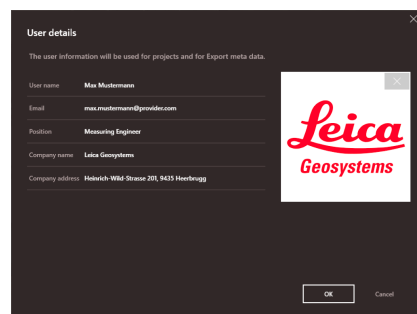 User details
The user information will be used for projects and for Export meta data.
User name Max Mustermann
Email max.mustermann@provider.com
Position Measuring Engineer
Company name Leica Geosystems
Company address Heinrich-Wild-Strasse 201, 9435 Heerbrugg
Leica
Geosystems
OK Cancel